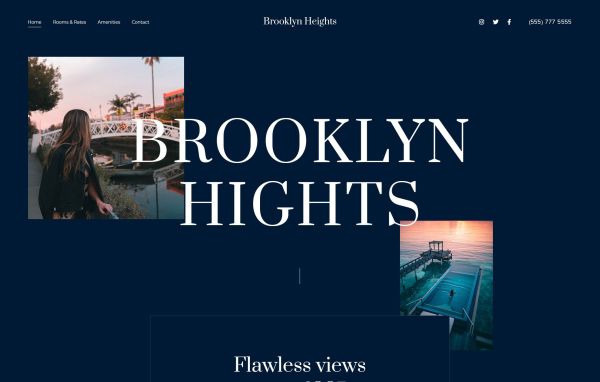 Home Rooms & Rates Amenities Contact Brooklyn Heights (555) 777 5555
BROOKLYN
HIGHTS
Flawless views